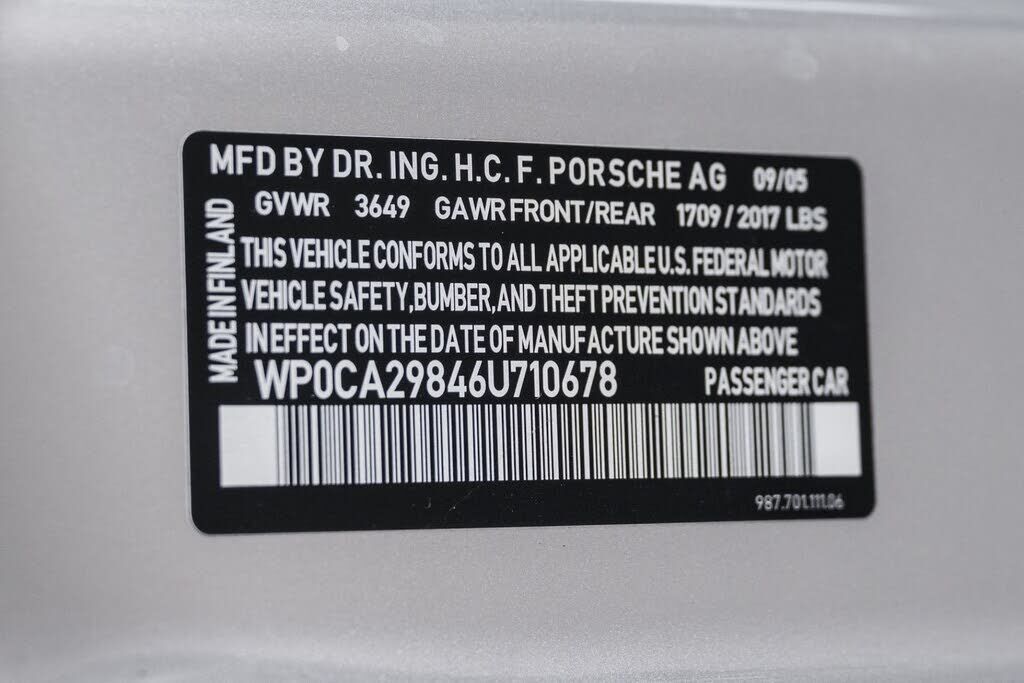 MFD BY DR. ING. H.C. F. PORSCHE AG 09/05
GVWR 3649 GAWR FRONT/REAR 1709 / 2017 LBS
THIS VEHICLE CONFORMS TO ALL APPLICABLE U.S. FEDERAL MOTOR
VEHICLE SAFETY, BUMBER, AND THEFT PREVENTION STANDARDS
IN EFFECT ON THE DATE OF MANUFACTURE SHOWN ABOVE
MADE IN FINLAND
WP0CA29846U710678 PASSENGER CAR
987.701.111.06